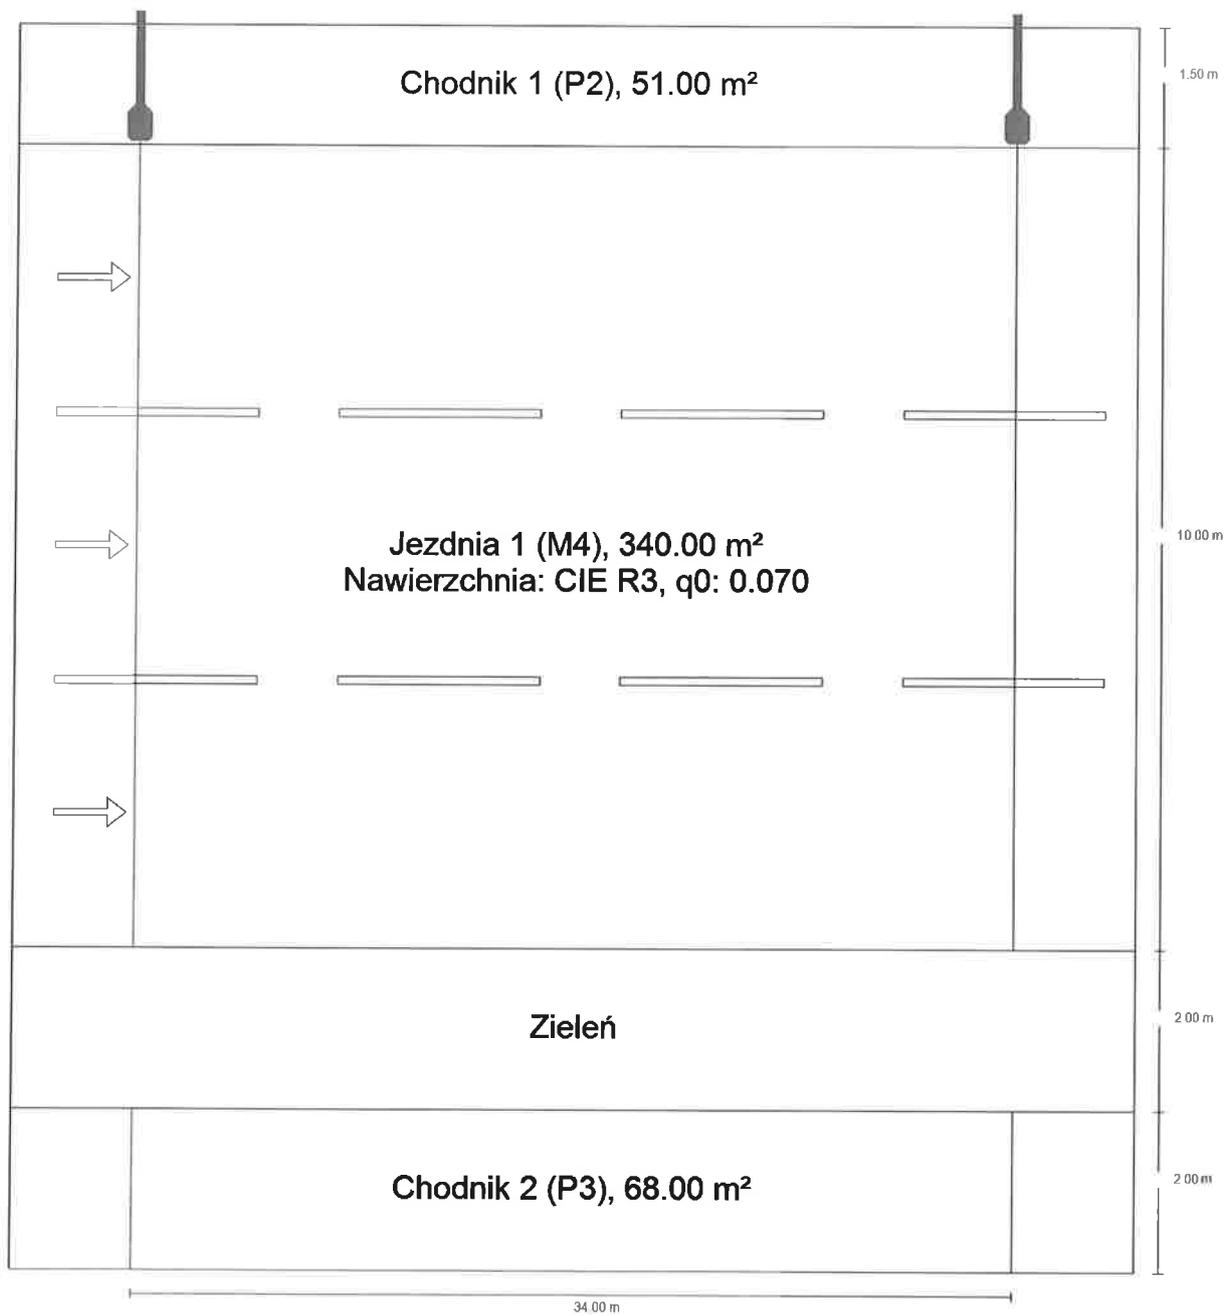 Chodnik 1 (P2), 51.00 m²
1.50 m
Jezdnia 1 (M4), 340.00 m²
Nawierzchnia: CIE R3, q0: 0.070
10 00 m
Zieleń
2 00 m
Chodnik 2 (P3), 68.00 m²
2 00 m
34.00 m